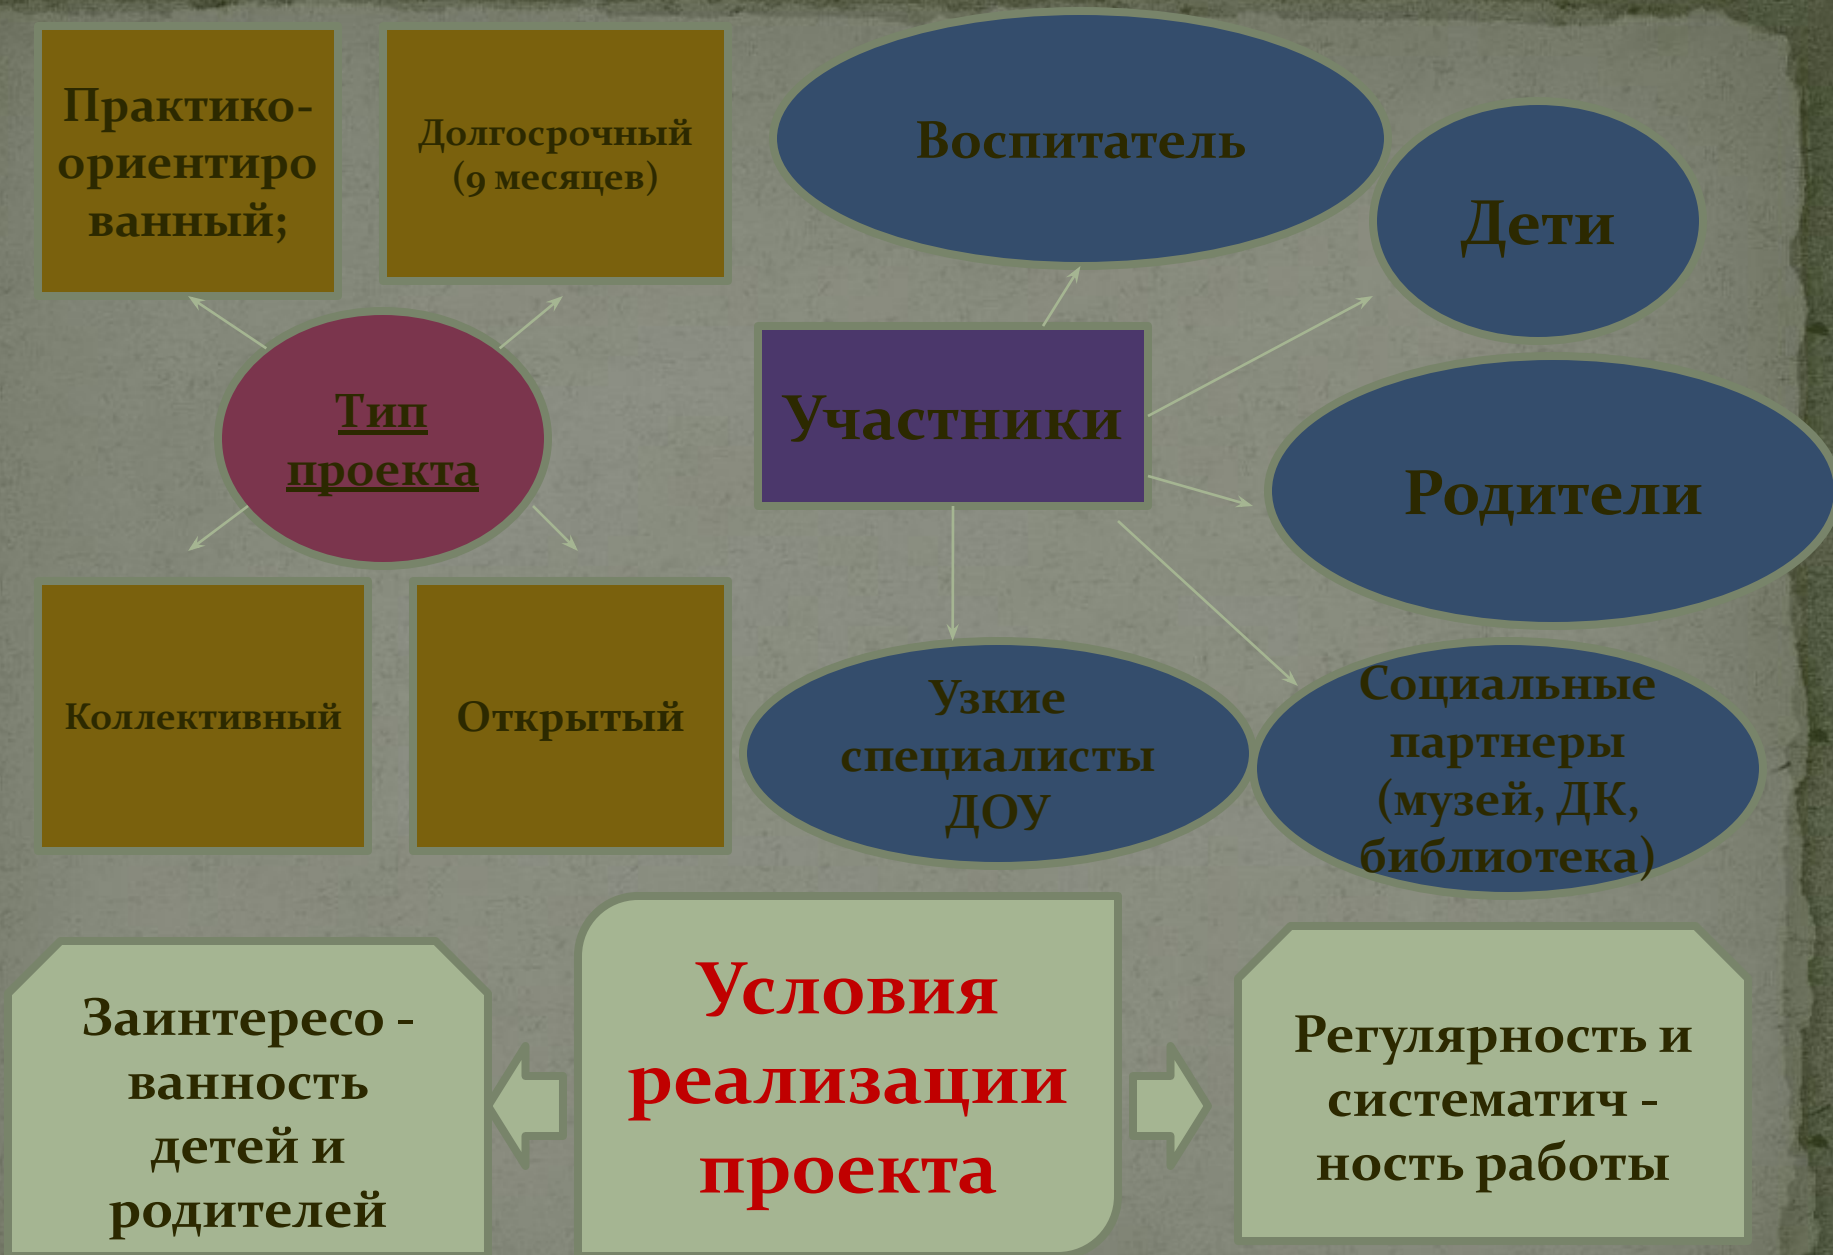 Практико-
ориентиро
ванный;
Долгосрочный
(9 месяцев)
Тип
проекта
Коллективный
Открытый
Воспитатель
Дети
Участники
Родители
Узкие
специалисты
ДОУ
Социальные
партнеры
(музей, ДК,
библиотека)
Заинтересо -
ванность
детей и
родителей
Условия
реализации
проекта
Регулярность и
систематич -
ность работы